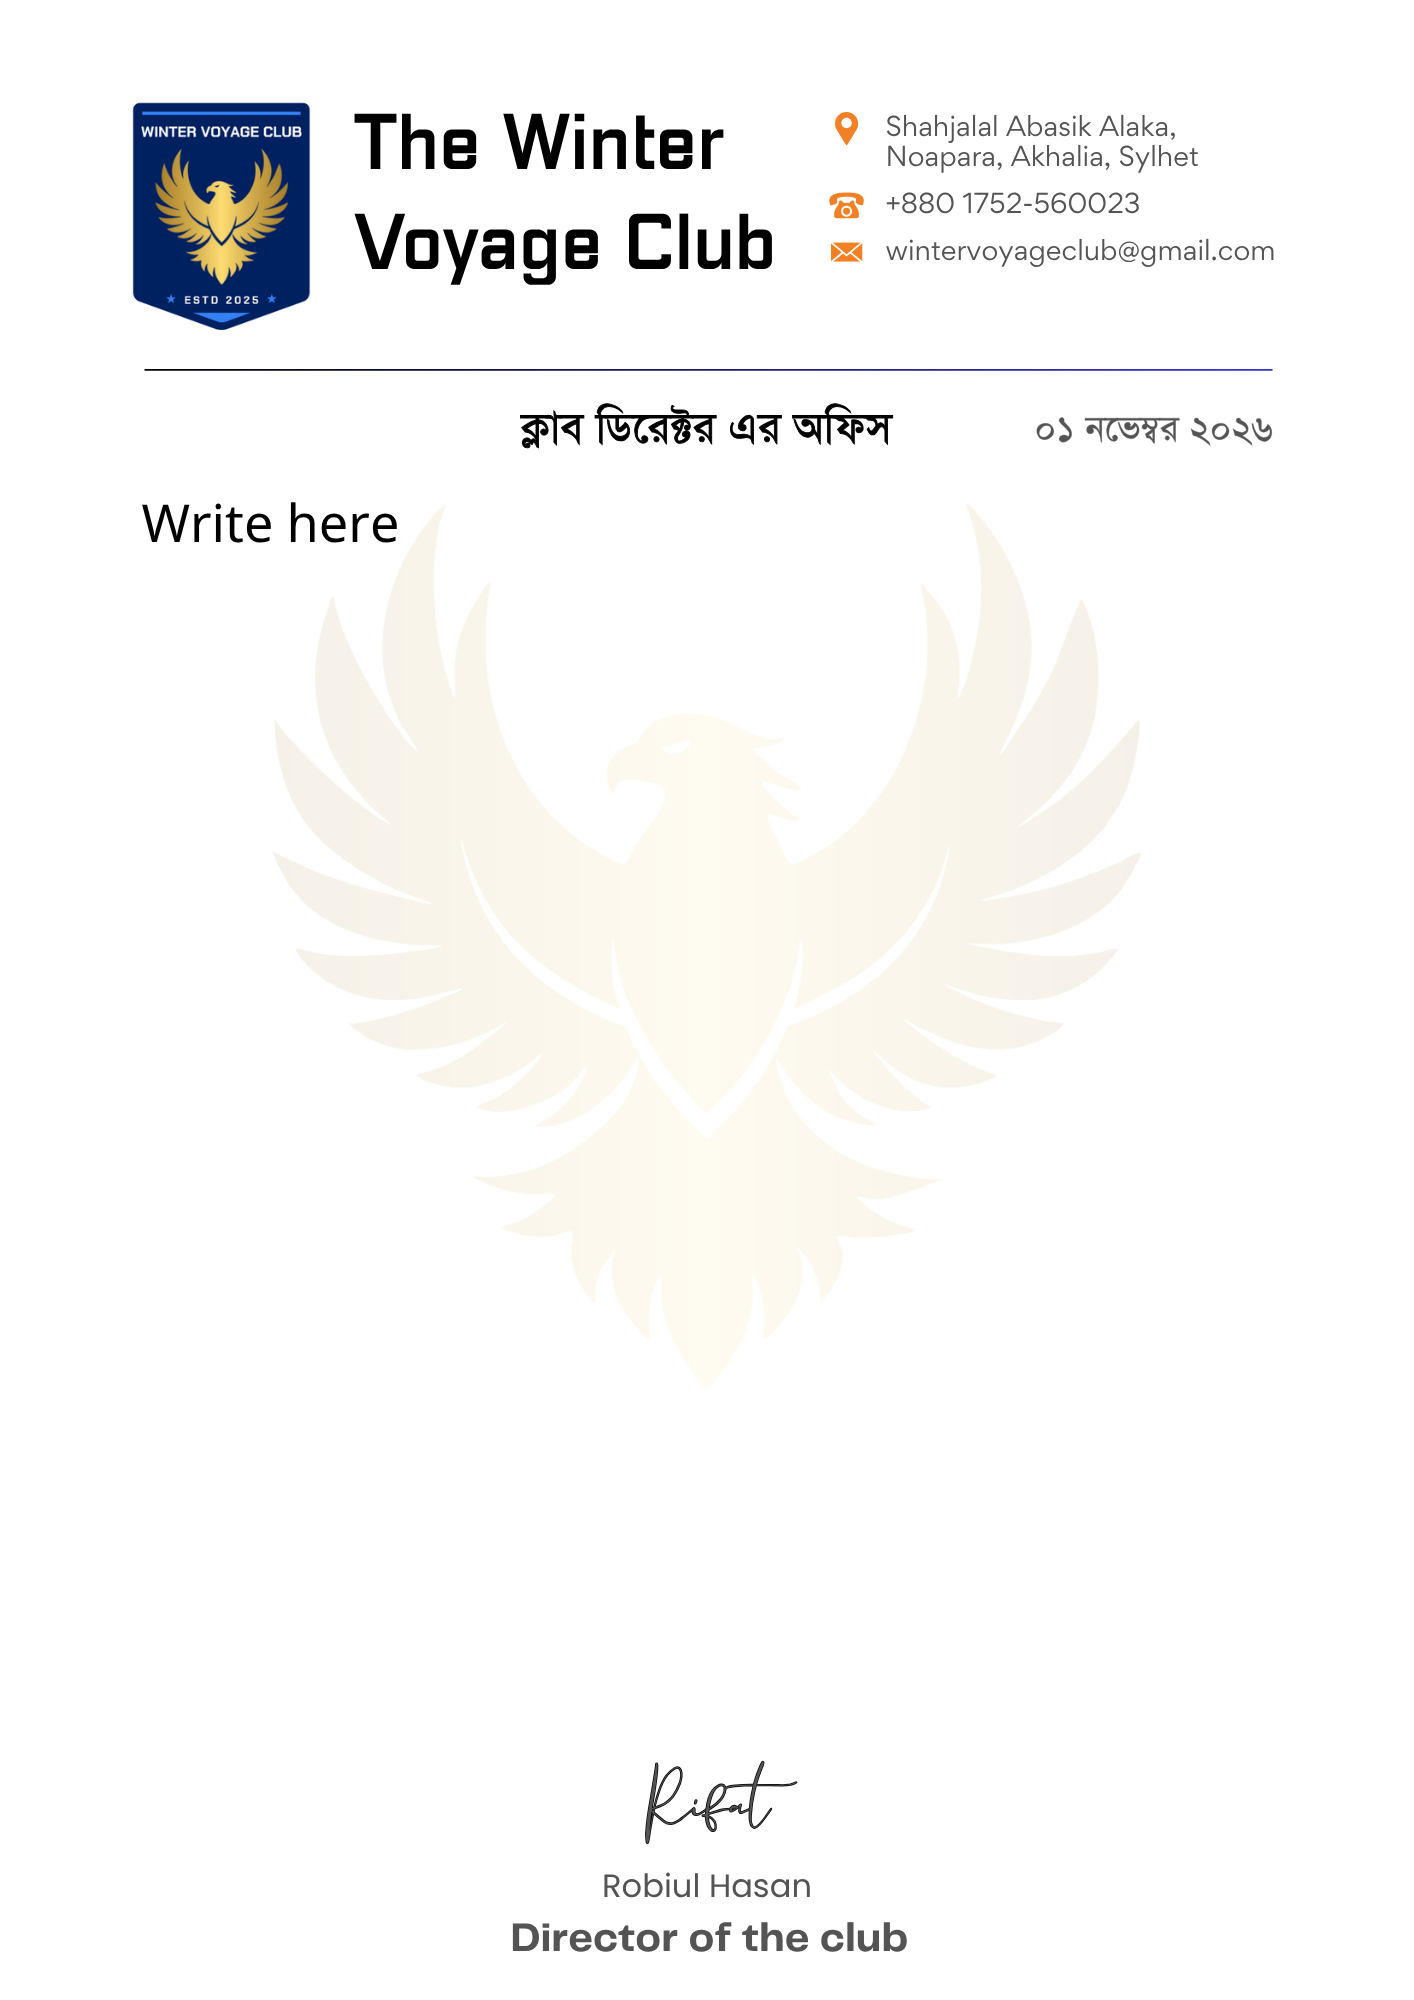 WINTER VOYAGE CLUB
ESTD 2025
The Winter
Voyage Club
Shahjalal Abasik Alaka,
Noapara, Akhalia, Sylhet
+880 1752-560023
wintervoyageclub@gmail.com
ক্লাব ডিরেক্টর এর অফিস
০১ নভেম্বর ২০২৬
Write here
Rifat
Robiul Hasan
Director of the club